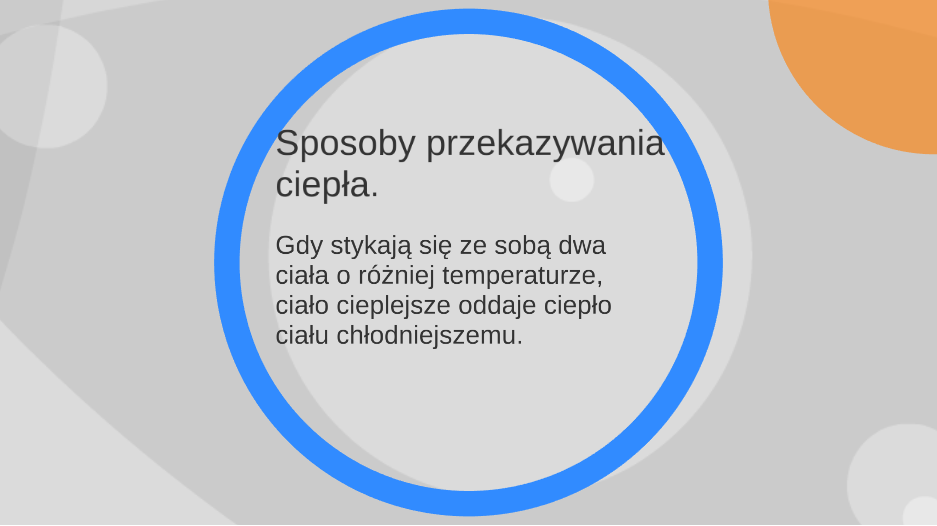 Sposoby przekazywania
ciepła.
Gdy stykają się ze sobą dwa
ciała o różniej temperaturze,
ciało cieplejsze oddaje ciepło
ciału chłodniejszemu.